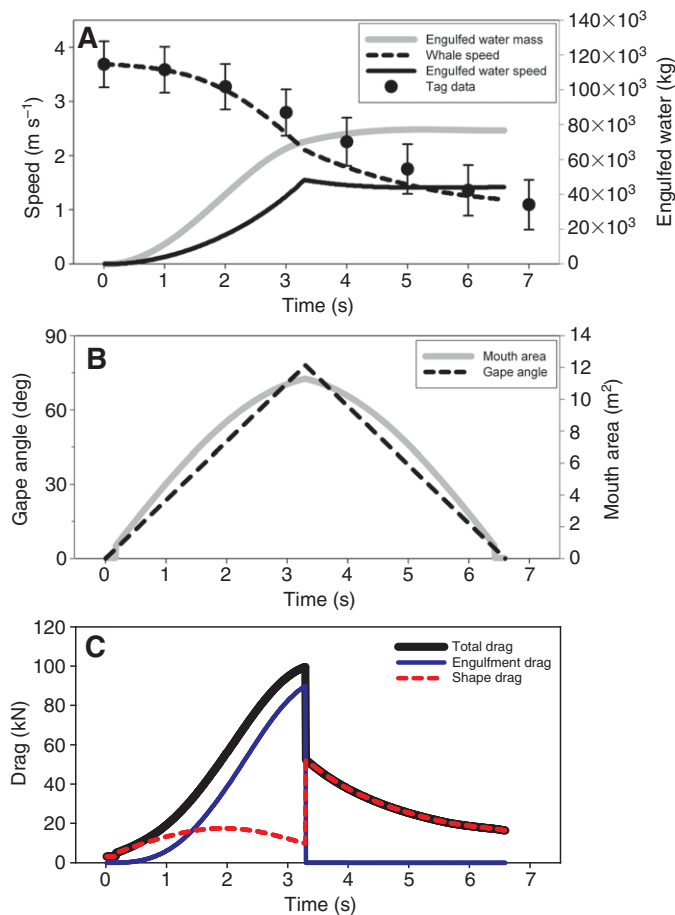 A
Engulfed water mass
Whale speed
Engulfed water speed
Tag data
Speed (m s⁻¹)
4
3
2
1
0
Engulfed water (kg)
140×10³
120×10³
100×10³
80×10³
60×10³
40×10³
20×10³
0
0 1 2 3 4 5 6 7
Time (s)
B
Mouth area
Gape angle
Gape angle (deg)
90
60
30
0
Mouth area (m²)
14
12
10
8
6
4
2
0
0 1 2 3 4 5 6 7
Time (s)
C
Total drag
Engulfment drag
Shape drag
Drag (kN)
120
100
80
60
40
20
0
0 1 2 3 4 5 6 7
Time (s)